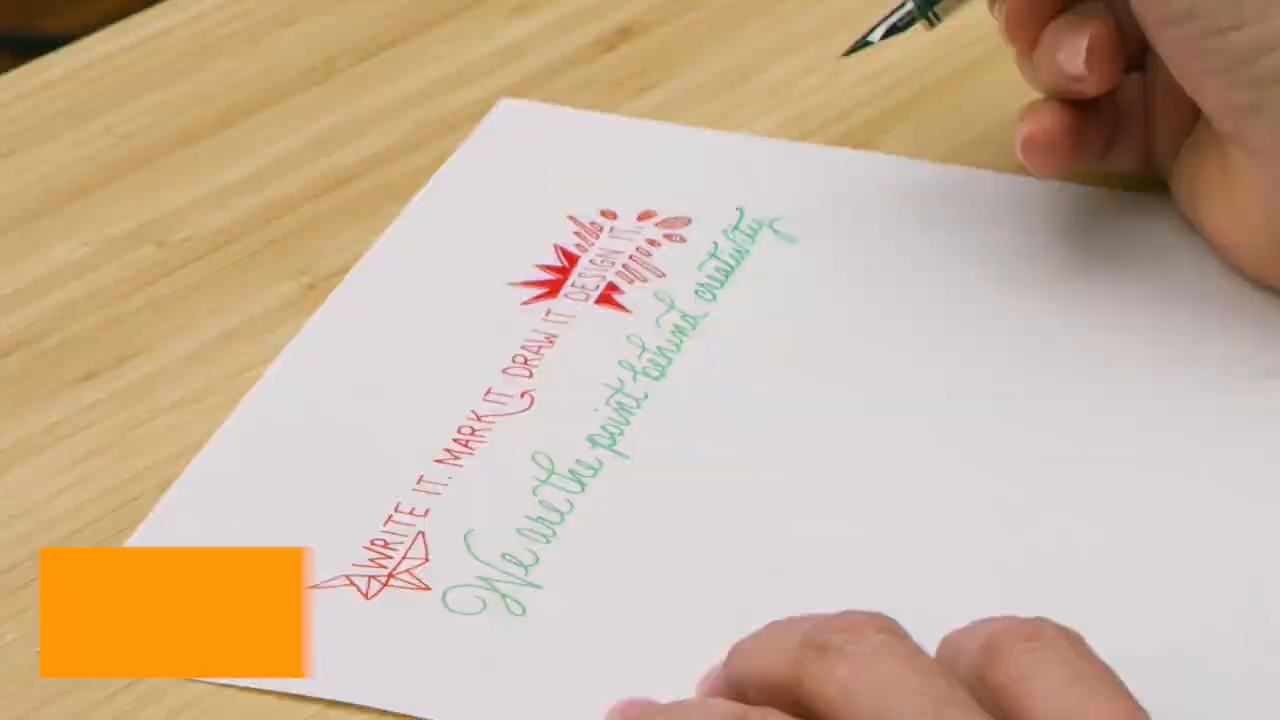 WRITE IT. MARK IT. DRAW IT. DESIGN IT.
We are the point behind creativity